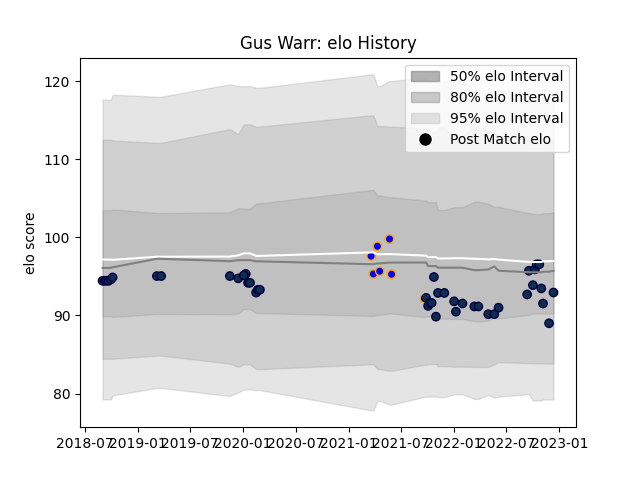 Gus Warr: elo History
50% elo Interval
80% elo Interval
95% elo Interval
Post Match elo
elo score
120
110
100
90
80
2018-07 2019-01 2019-07 2020-01 2020-07 2021-01 2021-07 2022-01 2022-07 2023-01